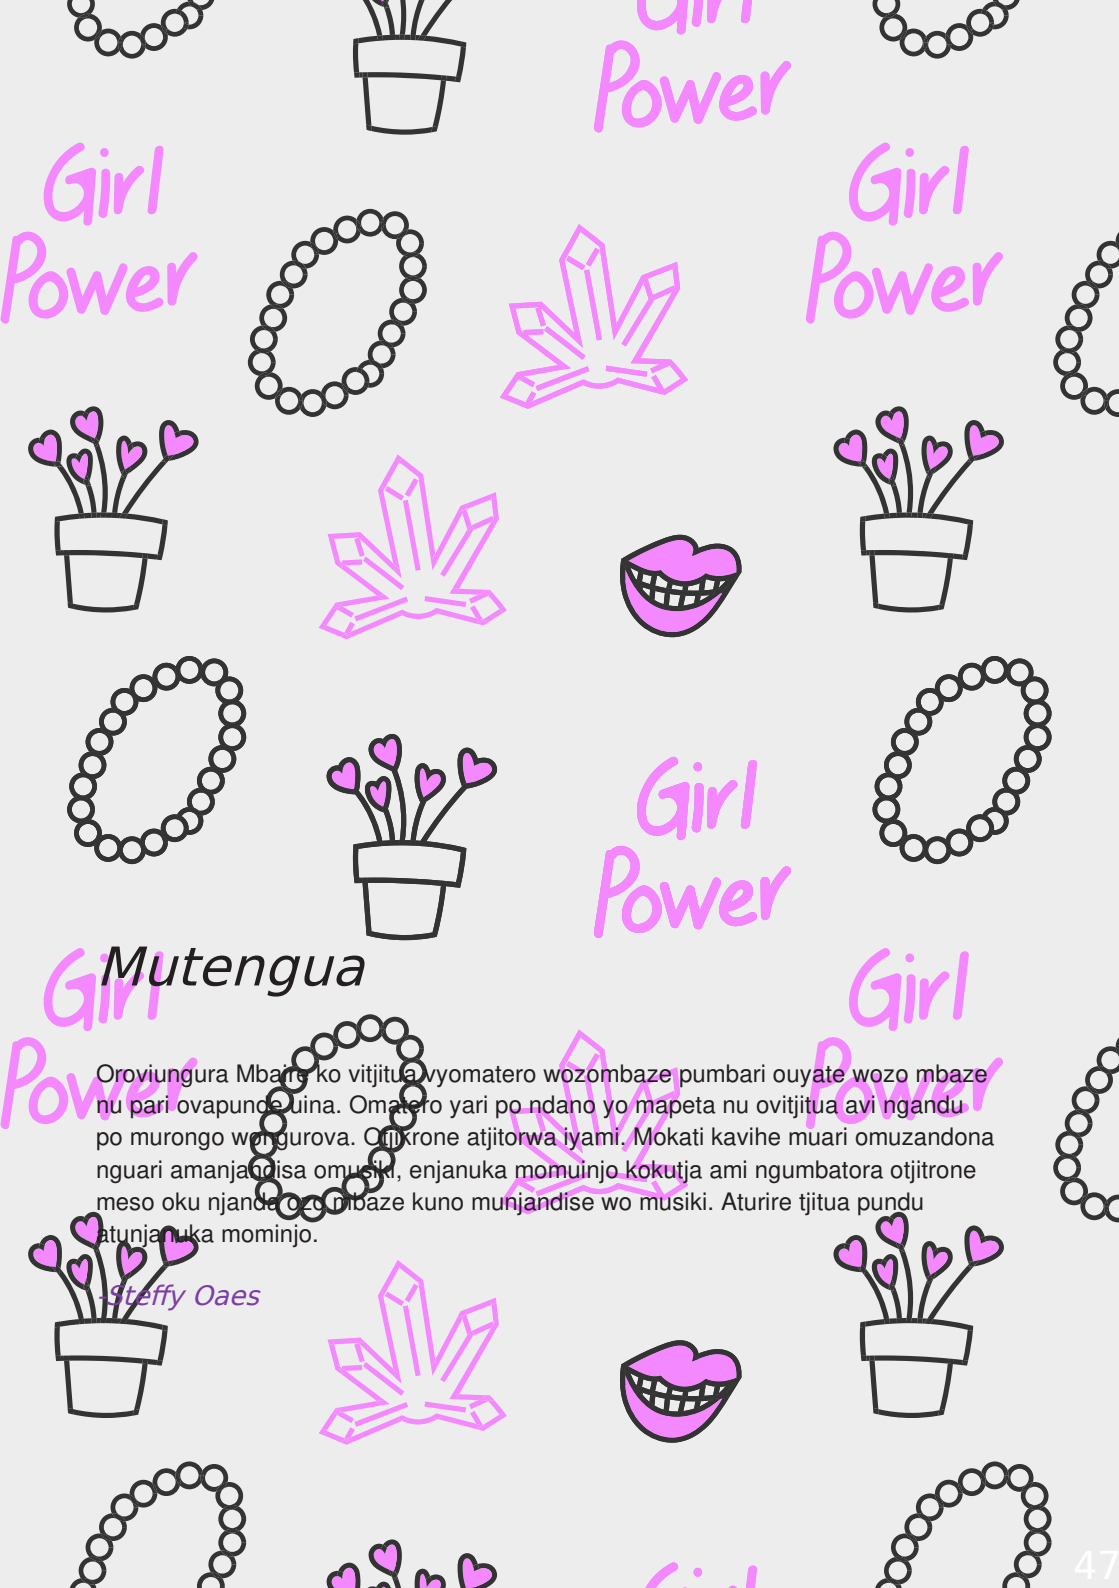 Girl
Power
Girl
Power
Girl
Power
Girl
Power
Mutengua
Girl
Power
Girl
Power
Oroviungura Mbaire ko vitjitua vyomatero wozombaze pumbari ouyate wozo mbaze
nu pari ovapunde uina. Omatero yari po ndano yo mapeta nu ovitjitua avi ngandu
po murongo wongurova. Otjikrone atjitorwa iyami. Mokati kavihe muari omuzandona
nguari amanjandisa omusiki, enjanuka momuinjo kokutja ami ngumbatora otjitrone
meso oku njanda ozo mbaze kuno munjandise wo musiki. Aturire tjitua pundu
atunjanuka mominjo.
-Steffy Oaes
Girl
47